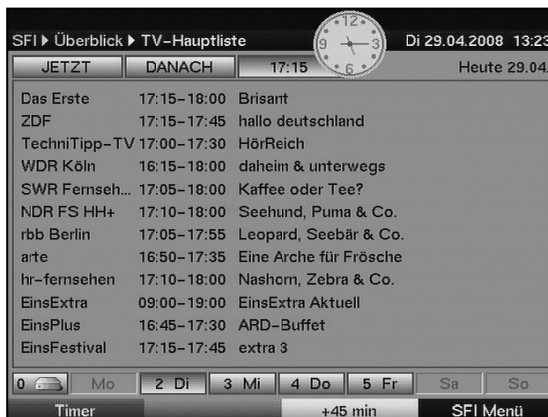 SFI ▶ Überblick ▶ TV-Hauptliste Di 29.04.2008 13:23
12
9 3
6
JETZT DANACH 17:15 Heute 29.04.
Das Erste 17:15-18:00 Brisant
ZDF 17:15-17:45 hallo deutschland
TechniTipp-TV 17:00-17:30 HörReich
WDR Köln 16:15-18:00 daheim & unterwegs
SWR Fernseh... 17:05-18:00 Kaffee oder Tee?
NDR FS HH+ 17:10-18:00 Seehund, Puma & Co.
rbb Berlin 17:05-17:55 Leopard, Seebär & Co.
arte 16:50-17:35 Eine Arche für Frösche
hr-fernsehen 17:10-18:00 Nashorn, Zebra & Co.
EinsExtra 09:00-19:00 EinsExtra Aktuell
EinsPlus 16:45-17:30 ARD-Buffet
EinsFestival 17:15-17:45 extra 3
0 Mo 2 Di 3 Mi 4 Do 5 Fr Sa So
Timer +45 min SFI Menü